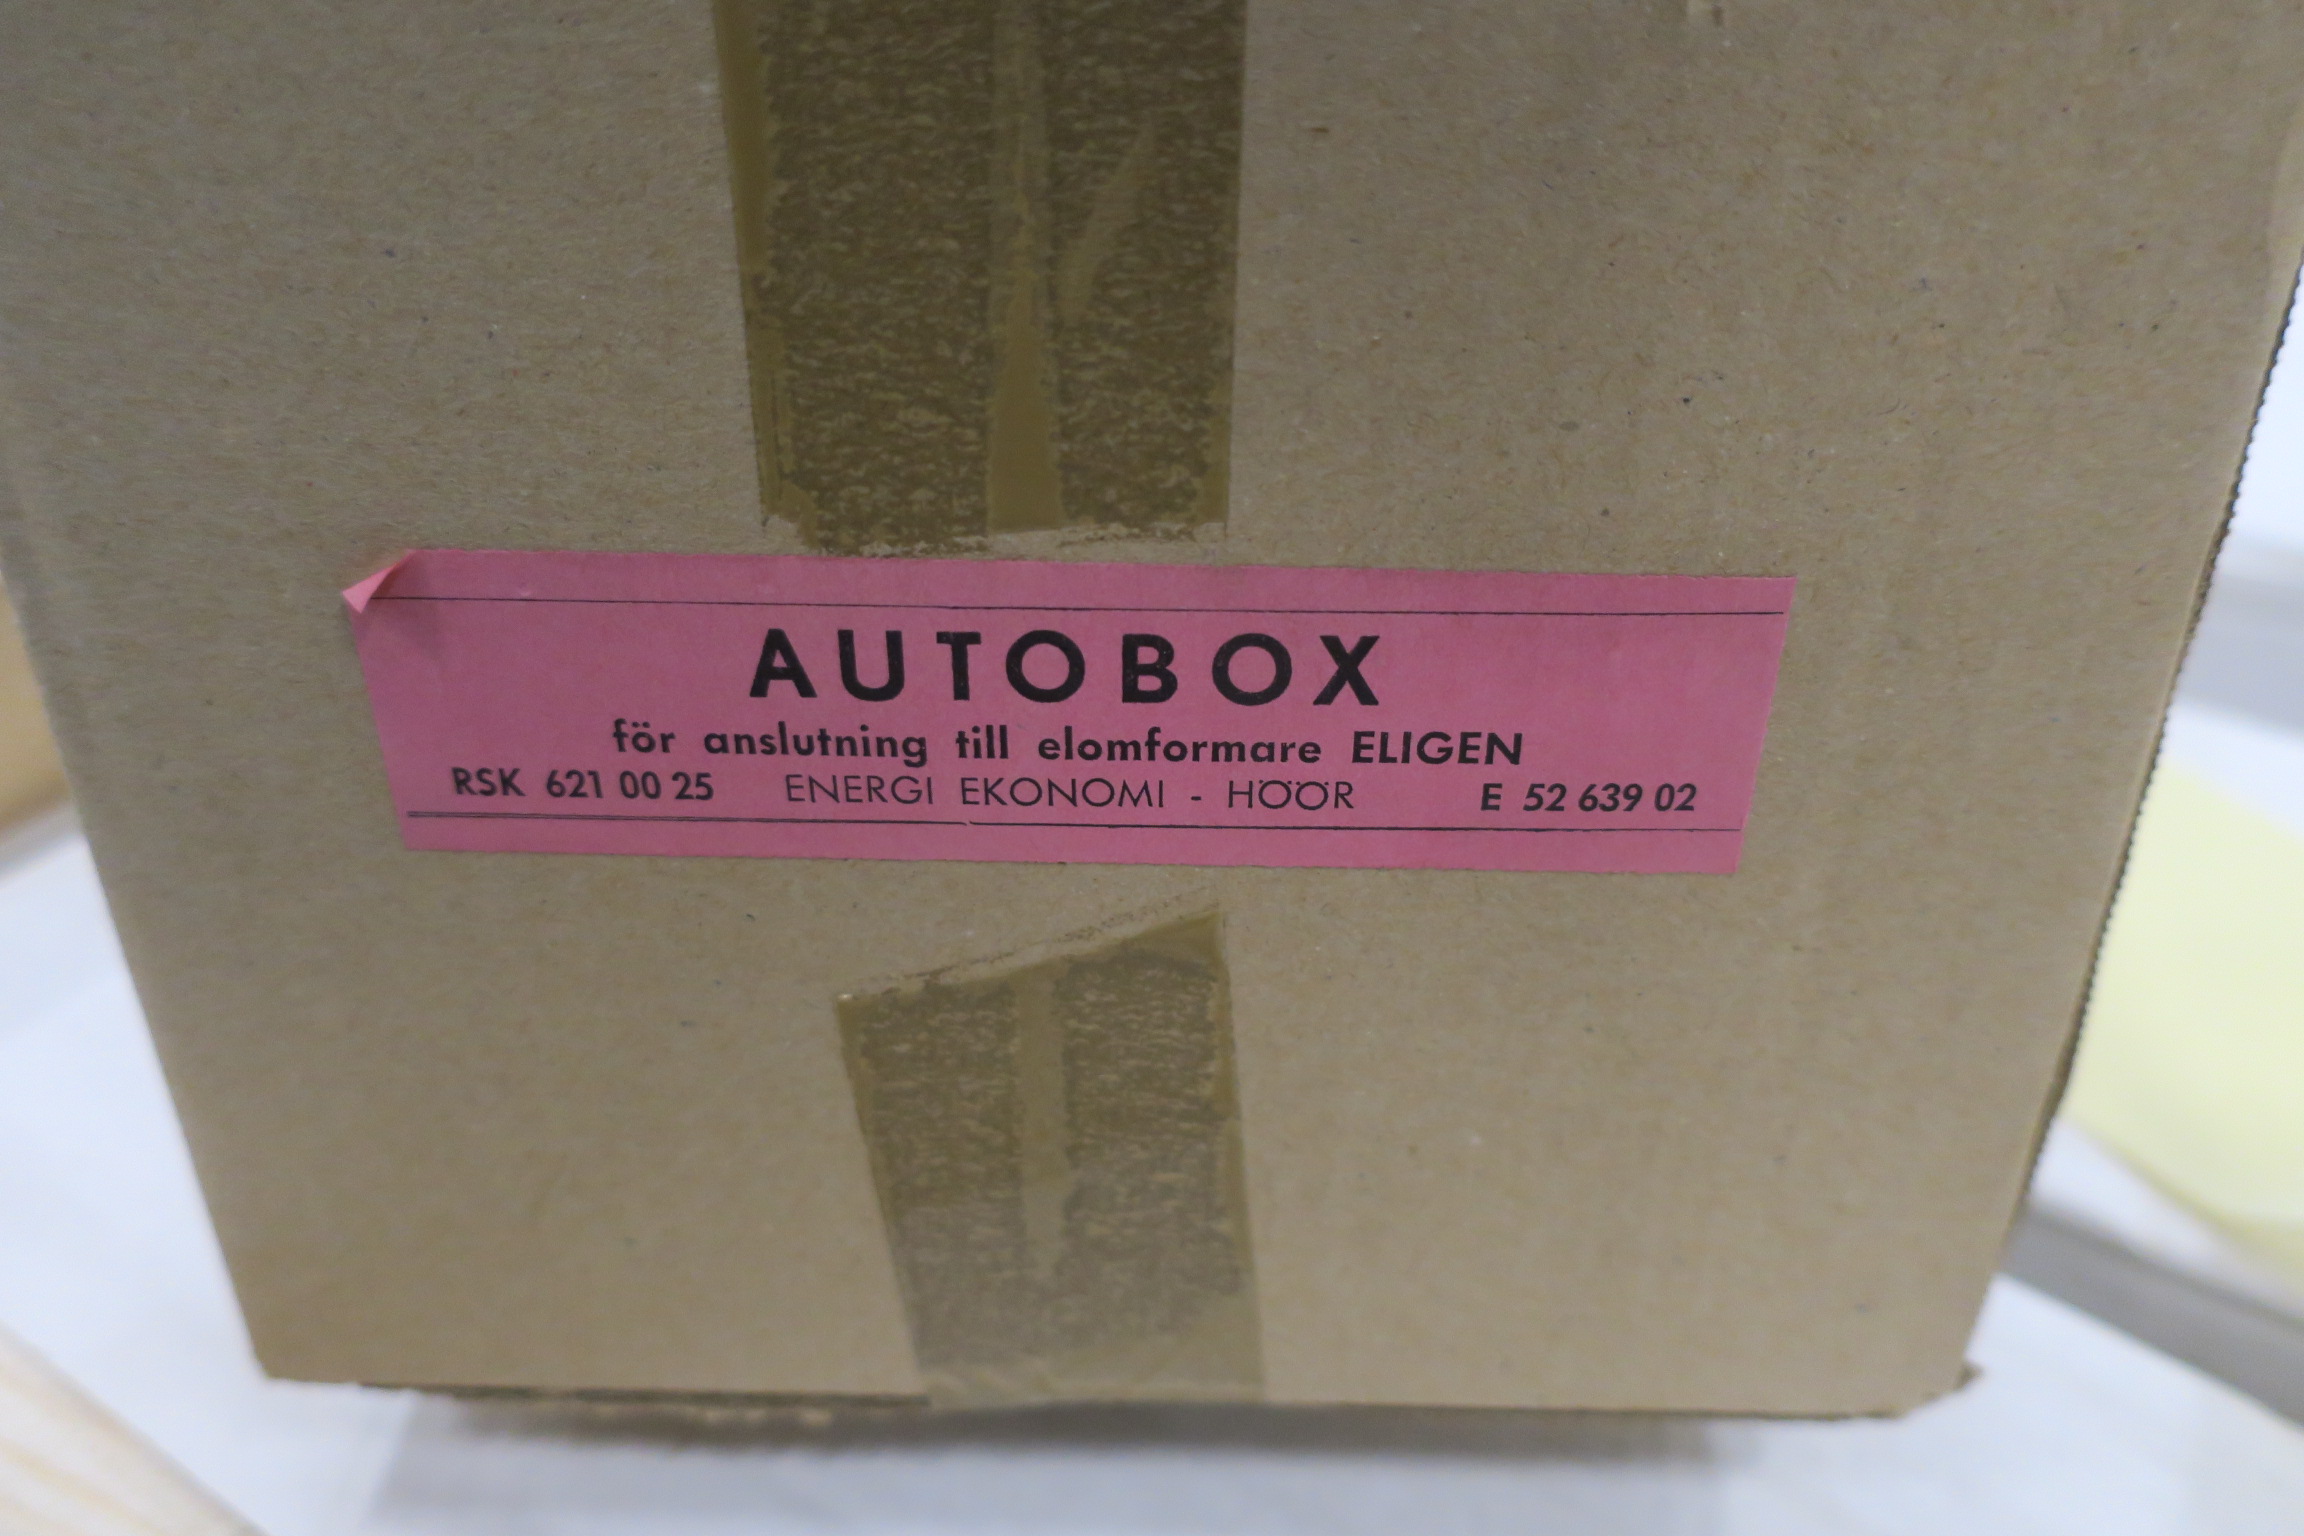 AUTOBOX
för anslutning till elomformare ELIGEN
RSK 621 00 25 ENERGI EKONOMI - HÖÖR E 52 639 02